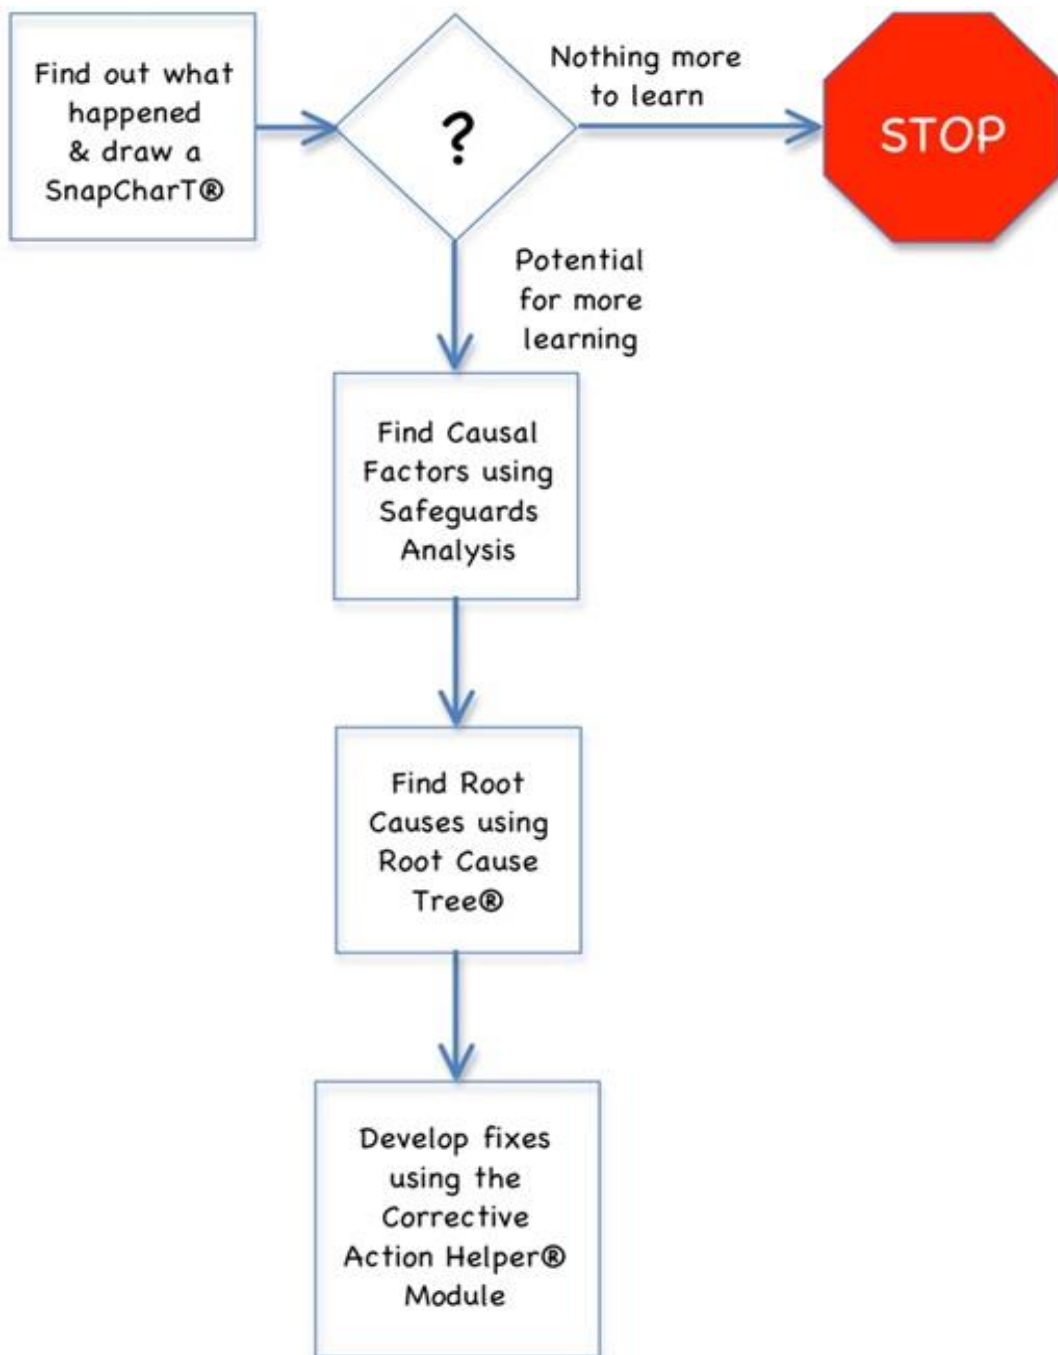 Find out what
happened
& draw a
SnapCharT®
?
Nothing more
to learn
STOP
Potential
for more
learning
Find Causal
Factors using
Safeguards
Analysis
Find Root
Causes using
Root Cause
Tree®
Develop fixes
using the
Corrective
Action Helper®
Module